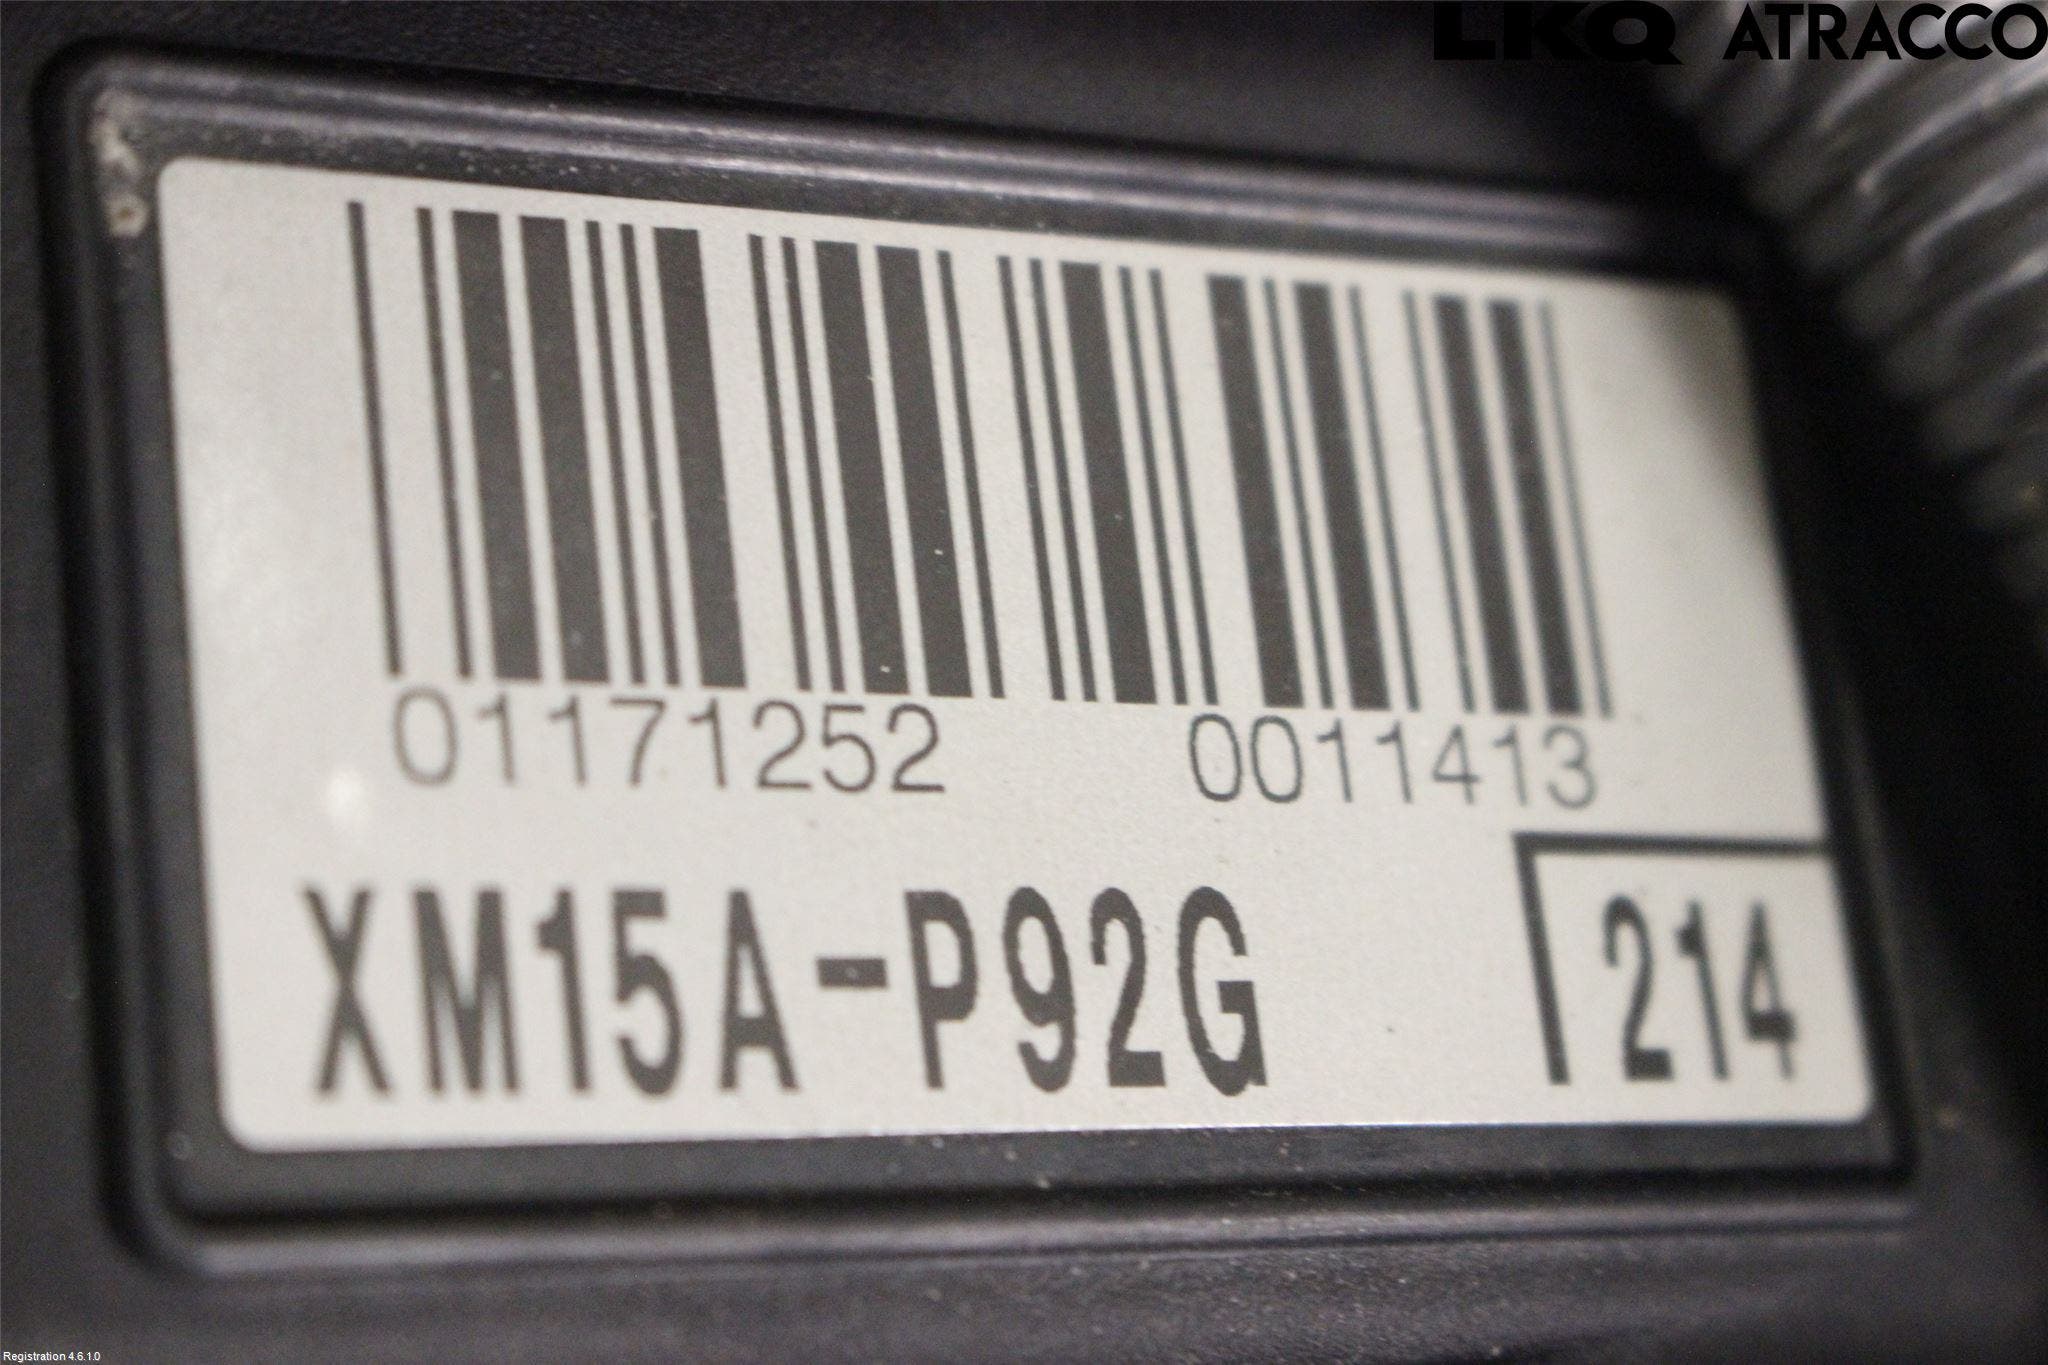 LKQ ATRACCO
01171252 0011413
XM15A-P92G
214
Registration 4.6.1.0